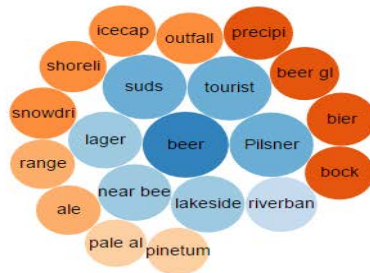 icecap
outfall
precipi
shoreli
suds
tourist
beer gl
snowdri
lager
beer
Pilsner
bier
range
near bee
lakeside
riverban
bock
ale
pale al
pinetum